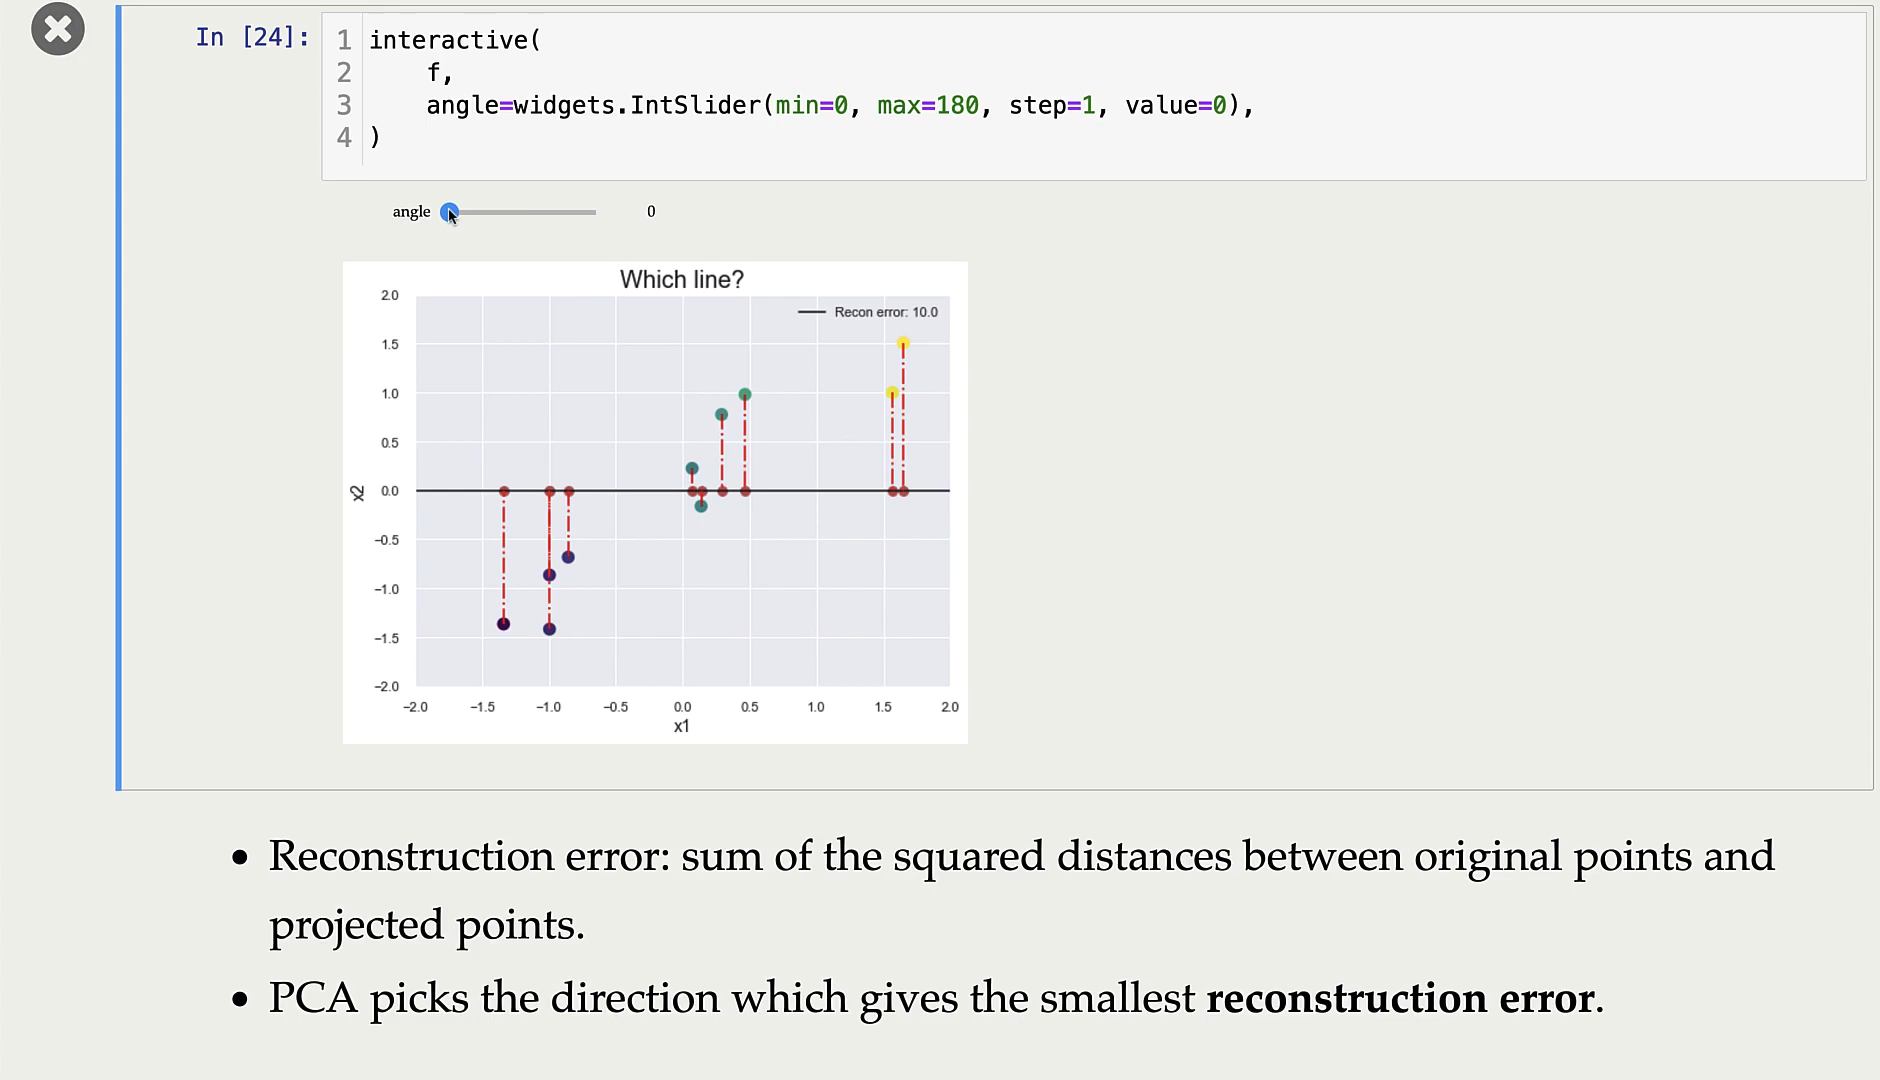 In [24]:
1 interactive(
2     f,
3     angle=widgets.IntSlider(min=0, max=180, step=1, value=0),
4 )
angle 0
Which line?
Recon error: 10.0
2.0
1.5
1.0
0.5
0.0
−0.5
−1.0
−1.5
−2.0
x2
−2.0 −1.5 −1.0 −0.5 0.0 0.5 1.0 1.5 2.0
x1
• Reconstruction error: sum of the squared distances between original points and
projected points.
• PCA picks the direction which gives the smallest reconstruction error.